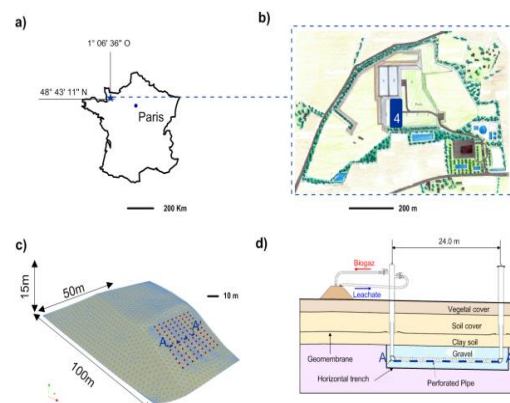 a)
1° 06' 36" O
48° 43' 11" N
Paris
200 Km
b)
4
200 m
c)
15m
50m
10 m
A
A'
100m
d)
24.0 m
Biogaz
Leachate
Vegetal cover
Soil cover
Clay soil
Geomembrane
Gravel
A
A'
Horizontal trench
Perforated Pipe